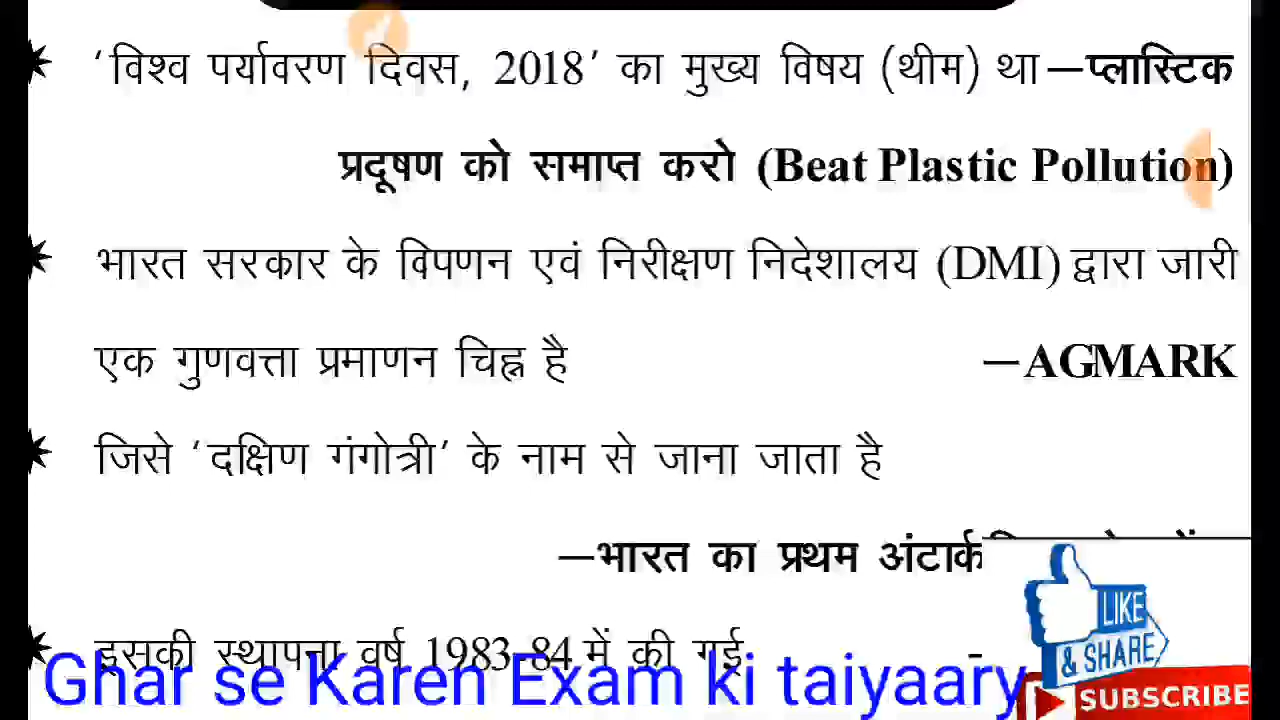 ‘विश्व पर्यावरण दिवस, 2018’ का मुख्य विषय (थीम) था—प्लास्टिक
प्रदूषण को समाप्त करो (Beat Plastic Pollution)
भारत सरकार के विपणन एवं निरीक्षण निदेशालय (DMI) द्वारा जारी
एक गुणवत्ता प्रमाणन चिह्न है —AGMARK
जिसे ‘दक्षिण गंगोत्री’ के नाम से जाना जाता है
—भारत का प्रथम
इसकी स्थापना वर्ष 1983-84 में की गई
Ghar se Karen Exam ki taiyaary
LIKE
& SHARE
SUBSCRIBE